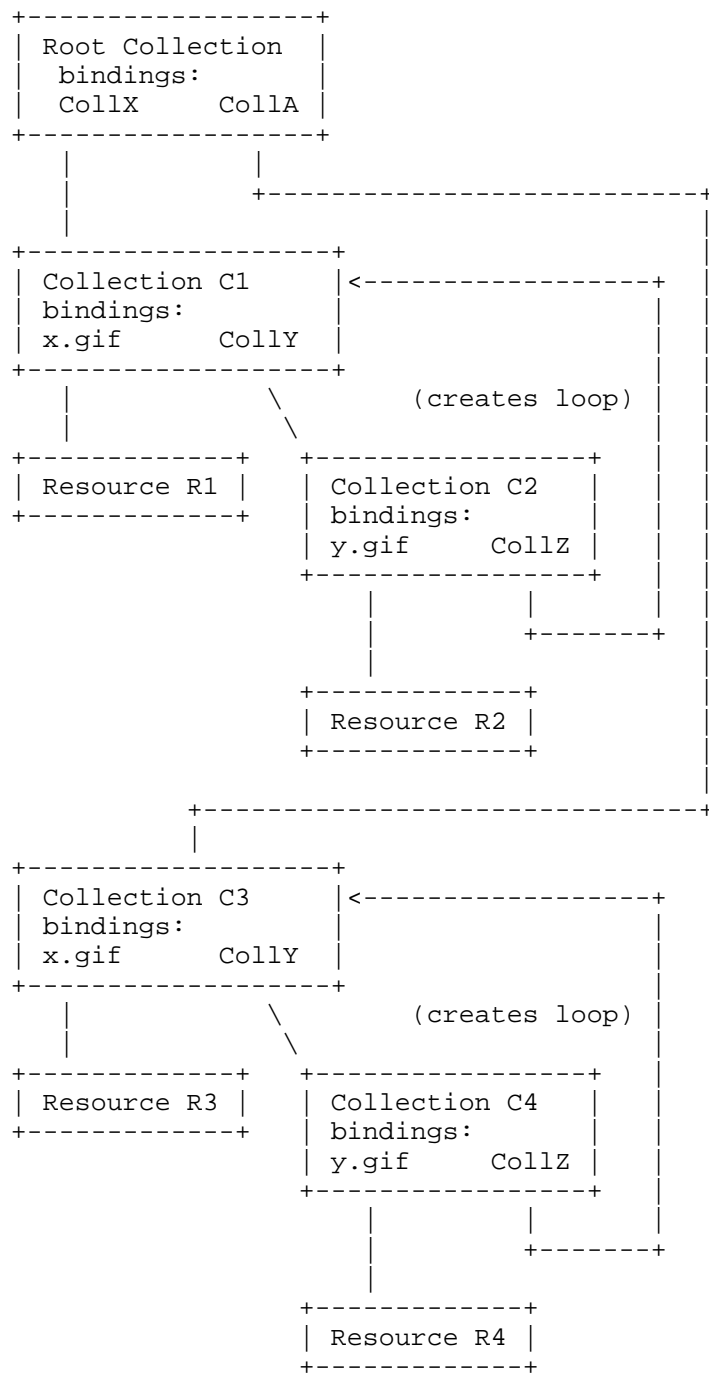 Root Collection
bindings:
CollX CollA
Collection C1
bindings:
x.gif CollY
(creates loop)
Resource R1
Collection C2
bindings:
y.gif CollZ
Resource R2
Collection C3
bindings:
x.gif CollY
(creates loop)
Resource R3
Collection C4
bindings:
y.gif CollZ
Resource R4